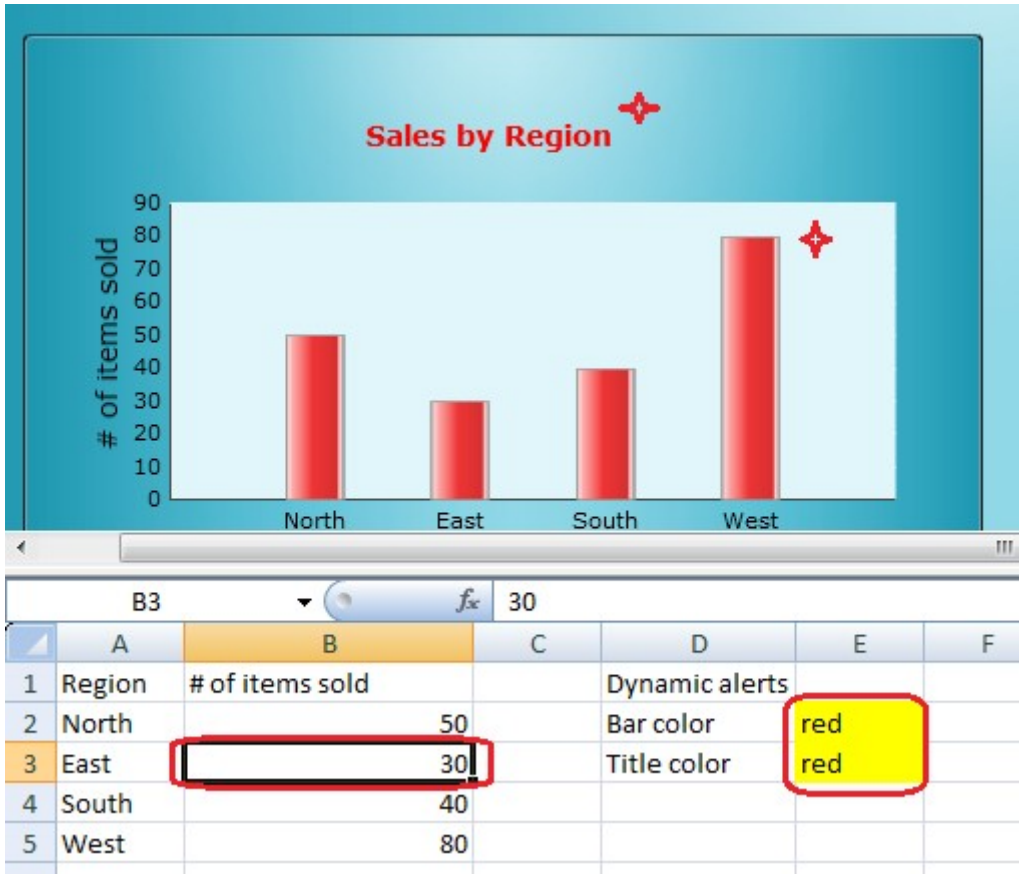 Sales by Region
# of items sold
90
80
70
60
50
40
30
20
10
0
North East South West
B3 fx 30
A B C D E F
1 Region # of items sold Dynamic alerts
2 North 50 Bar color red
3 East 30 Title color red
4 South 40
5 West 80